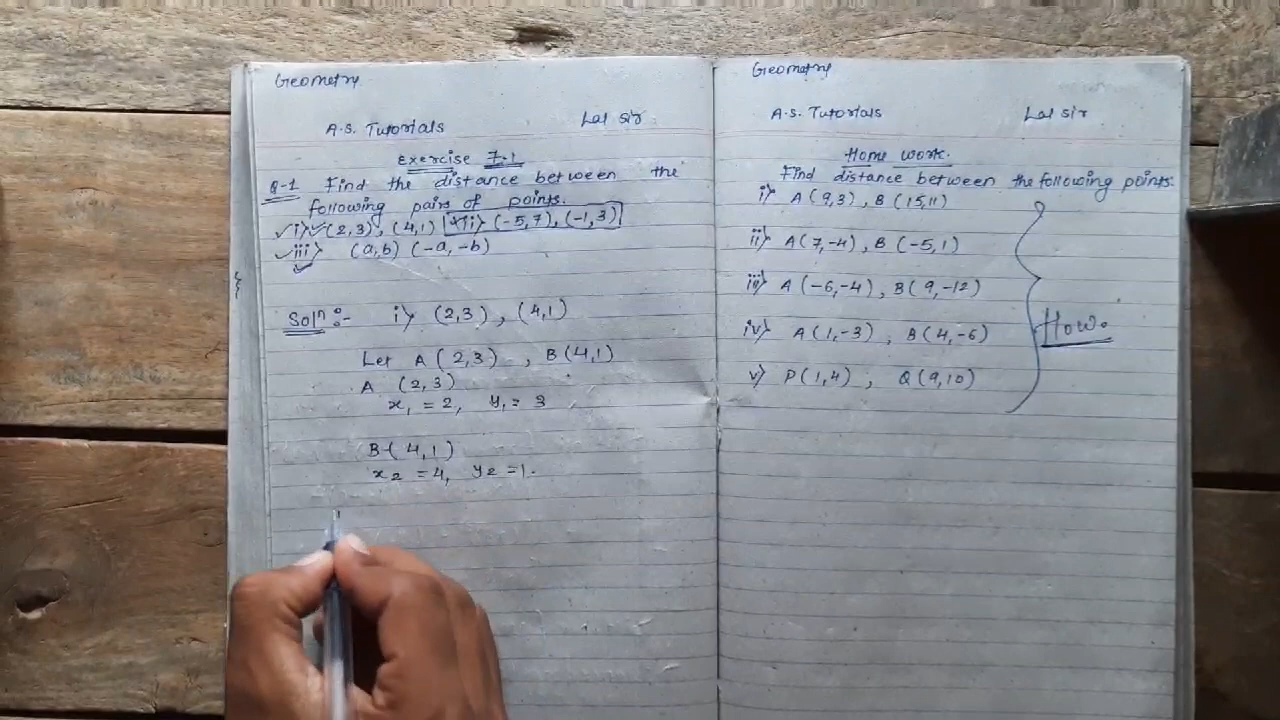 Geometry
A.S. Tutorials Lal sir
Exercise 7.1
Q-1 Find the distance between the
following pairs of points.
i) (2,3), (4,1) *ii) (-5,7), (-1,3)
iii) (a,b) (-a,-b)
Solⁿ :- i) (2,3), (4,1)
Let A(2,3) , B(4,1)
A (2,3)
x₁ = 2, y₁ = 3
B(4,1)
x₂ = 4, y₂ = 1.
Geometry
A.S. Tutorials Lal sir
Home work.
Find distance between the following points.
i) A(9,3), B(15,11)
ii) A(7,-4), B(-5,1)
iii) A(-6,-4), B(9,-12)
iv) A(1,-3) , B(4,-6)
H.w.
v) P(1,4) , Q(9,10)